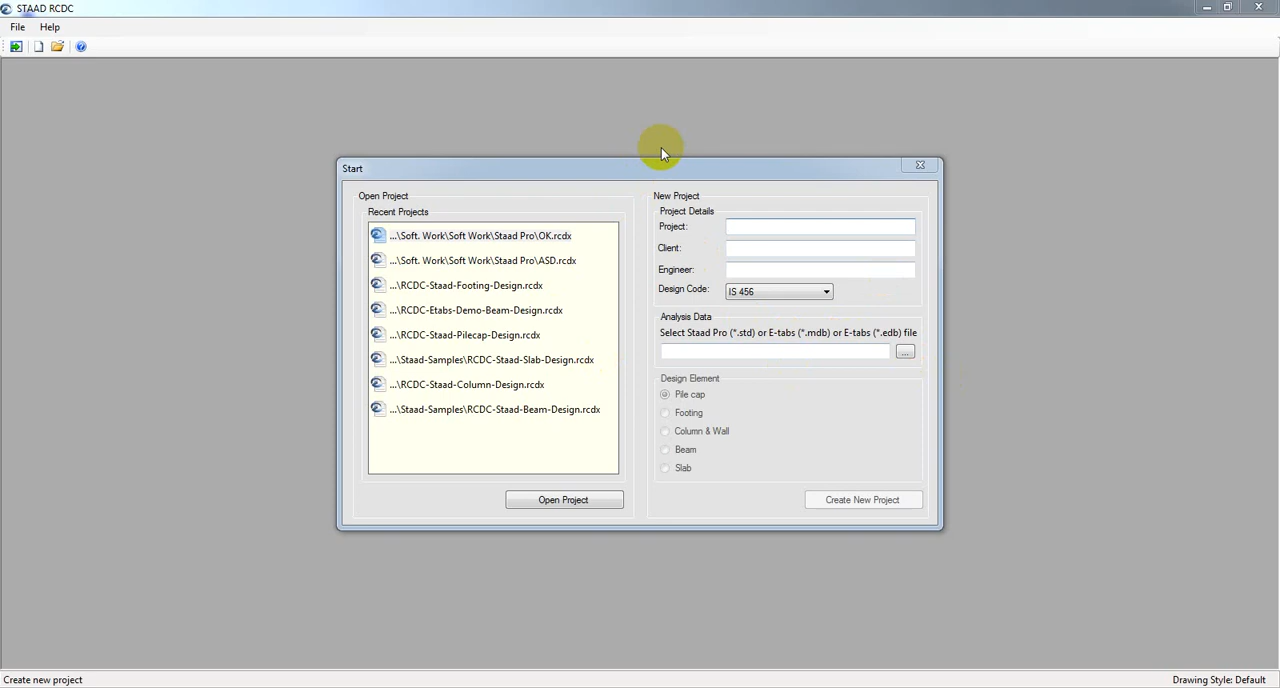 STAAD RCDC
File Help
Start
Open Project
Recent Projects
...\Soft. Work\Soft Work\Staad Pro\OK.rcdx
...\Soft. Work\Soft Work\Staad Pro\ASD.rcdx
...\RCDC-Staad-Footing-Design.rcdx
...\RCDC-Etabs-Demo-Beam-Design.rcdx
...\RCDC-Staad-Pilecap-Design.rcdx
...\Staad-Samples\RCDC-Staad-Slab-Design.rcdx
...\RCDC-Staad-Column-Design.rcdx
...\Staad-Samples\RCDC-Staad-Beam-Design.rcdx
Open Project
New Project
Project Details
Project:
Client:
Engineer:
Design Code: IS 456
Analysis Data
Select Staad Pro (*.std) or E-tabs (*.mdb) or E-tabs (*.edb) file
...
Design Element
Pile cap
Footing
Column & Wall
Beam
Slab
Create New Project
Create new project
Drawing Style: Default